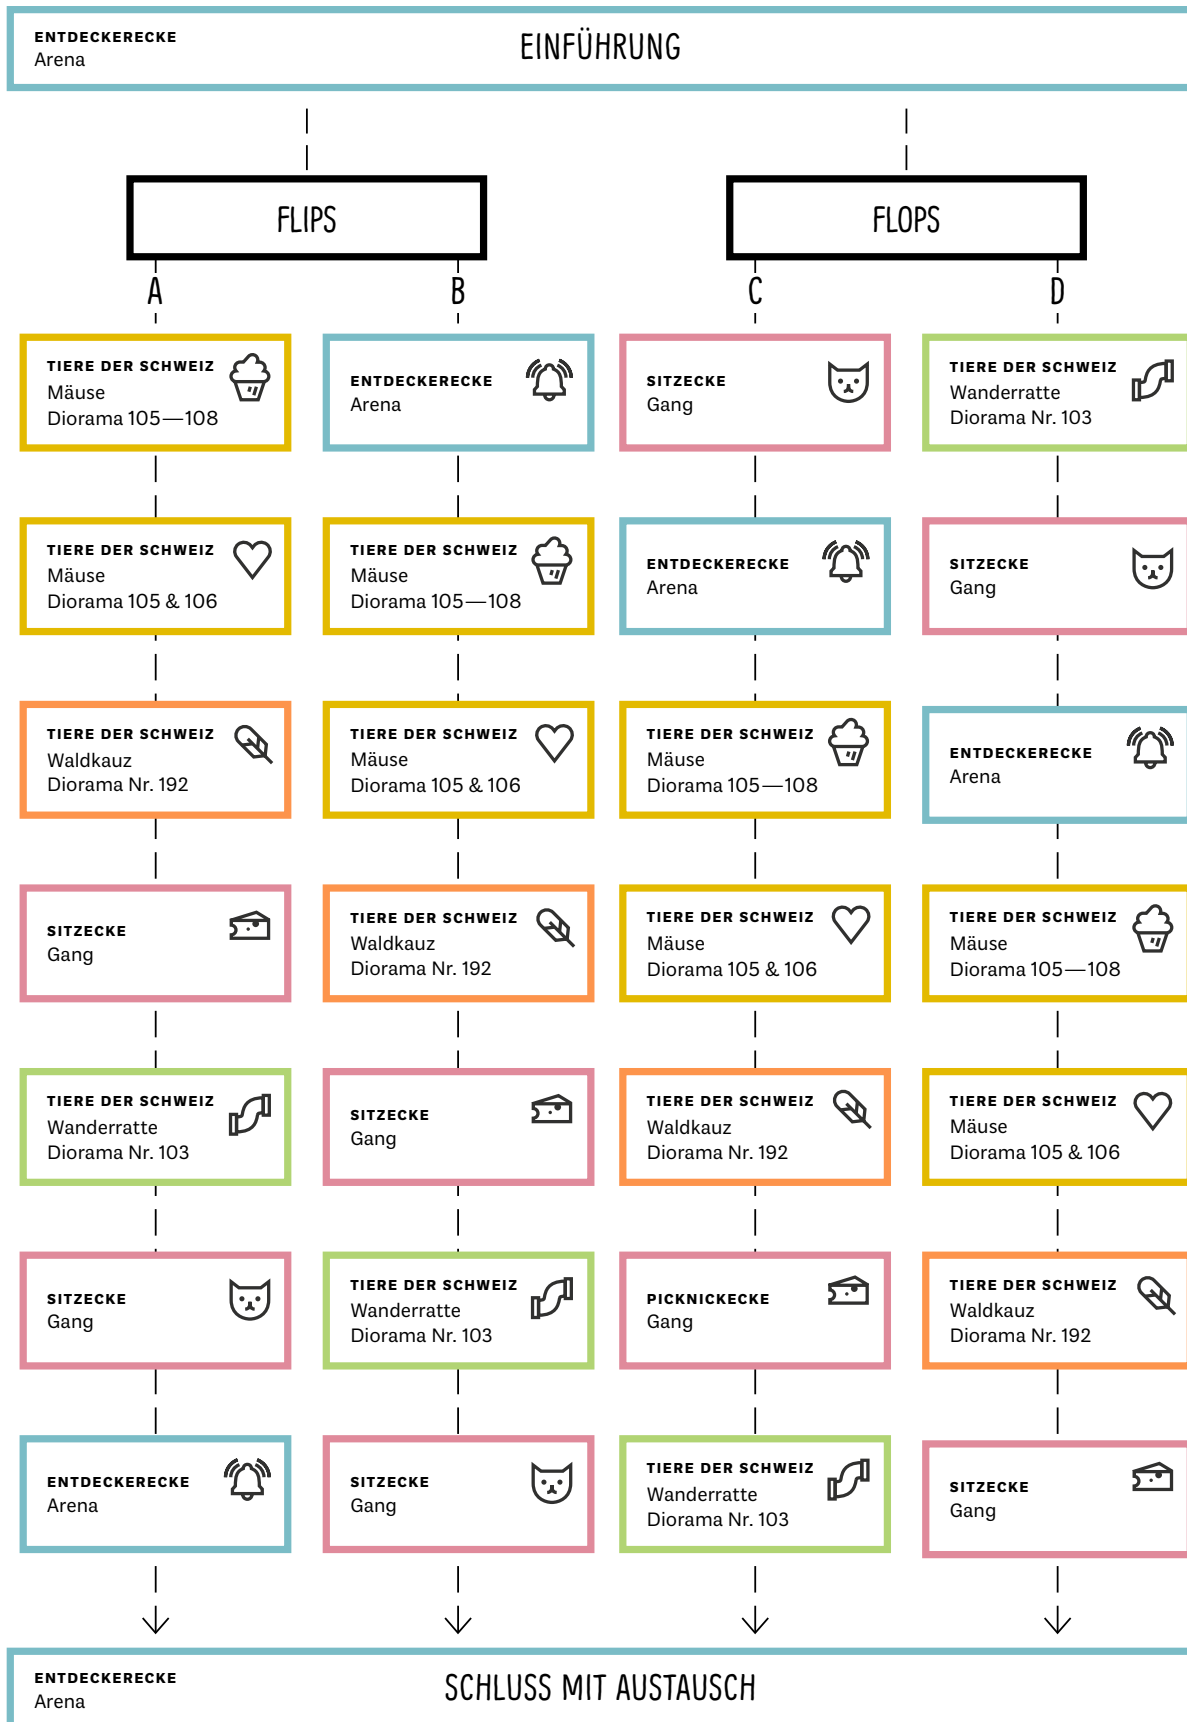 ENTDECKERECKE
Arena
EINFÜHRUNG
FLIPS
FLOPS
A
B
C
D
TIERE DER SCHWEIZ
Mäuse
Diorama 105—108
ENTDECKERECKE
Arena
SITZECKE
Gang
TIERE DER SCHWEIZ
Wanderratte
Diorama Nr. 103
TIERE DER SCHWEIZ
Mäuse
Diorama 105 & 106
TIERE DER SCHWEIZ
Mäuse
Diorama 105—108
ENTDECKERECKE
Arena
SITZECKE
Gang
TIERE DER SCHWEIZ
Waldkauz
Diorama Nr. 192
TIERE DER SCHWEIZ
Mäuse
Diorama 105 & 106
TIERE DER SCHWEIZ
Mäuse
Diorama 105—108
ENTDECKERECKE
Arena
SITZECKE
Gang
TIERE DER SCHWEIZ
Waldkauz
Diorama Nr. 192
TIERE DER SCHWEIZ
Mäuse
Diorama 105 & 106
TIERE DER SCHWEIZ
Mäuse
Diorama 105—108
TIERE DER SCHWEIZ
Wanderratte
Diorama Nr. 103
SITZECKE
Gang
TIERE DER SCHWEIZ
Waldkauz
Diorama Nr. 192
TIERE DER SCHWEIZ
Mäuse
Diorama 105 & 106
SITZECKE
Gang
TIERE DER SCHWEIZ
Wanderratte
Diorama Nr. 103
PICKNICKECKE
Gang
TIERE DER SCHWEIZ
Waldkauz
Diorama Nr. 192
ENTDECKERECKE
Arena
SITZECKE
Gang
TIERE DER SCHWEIZ
Wanderratte
Diorama Nr. 103
SITZECKE
Gang
ENTDECKERECKE
Arena
SCHLUSS MIT AUSTAUSCH